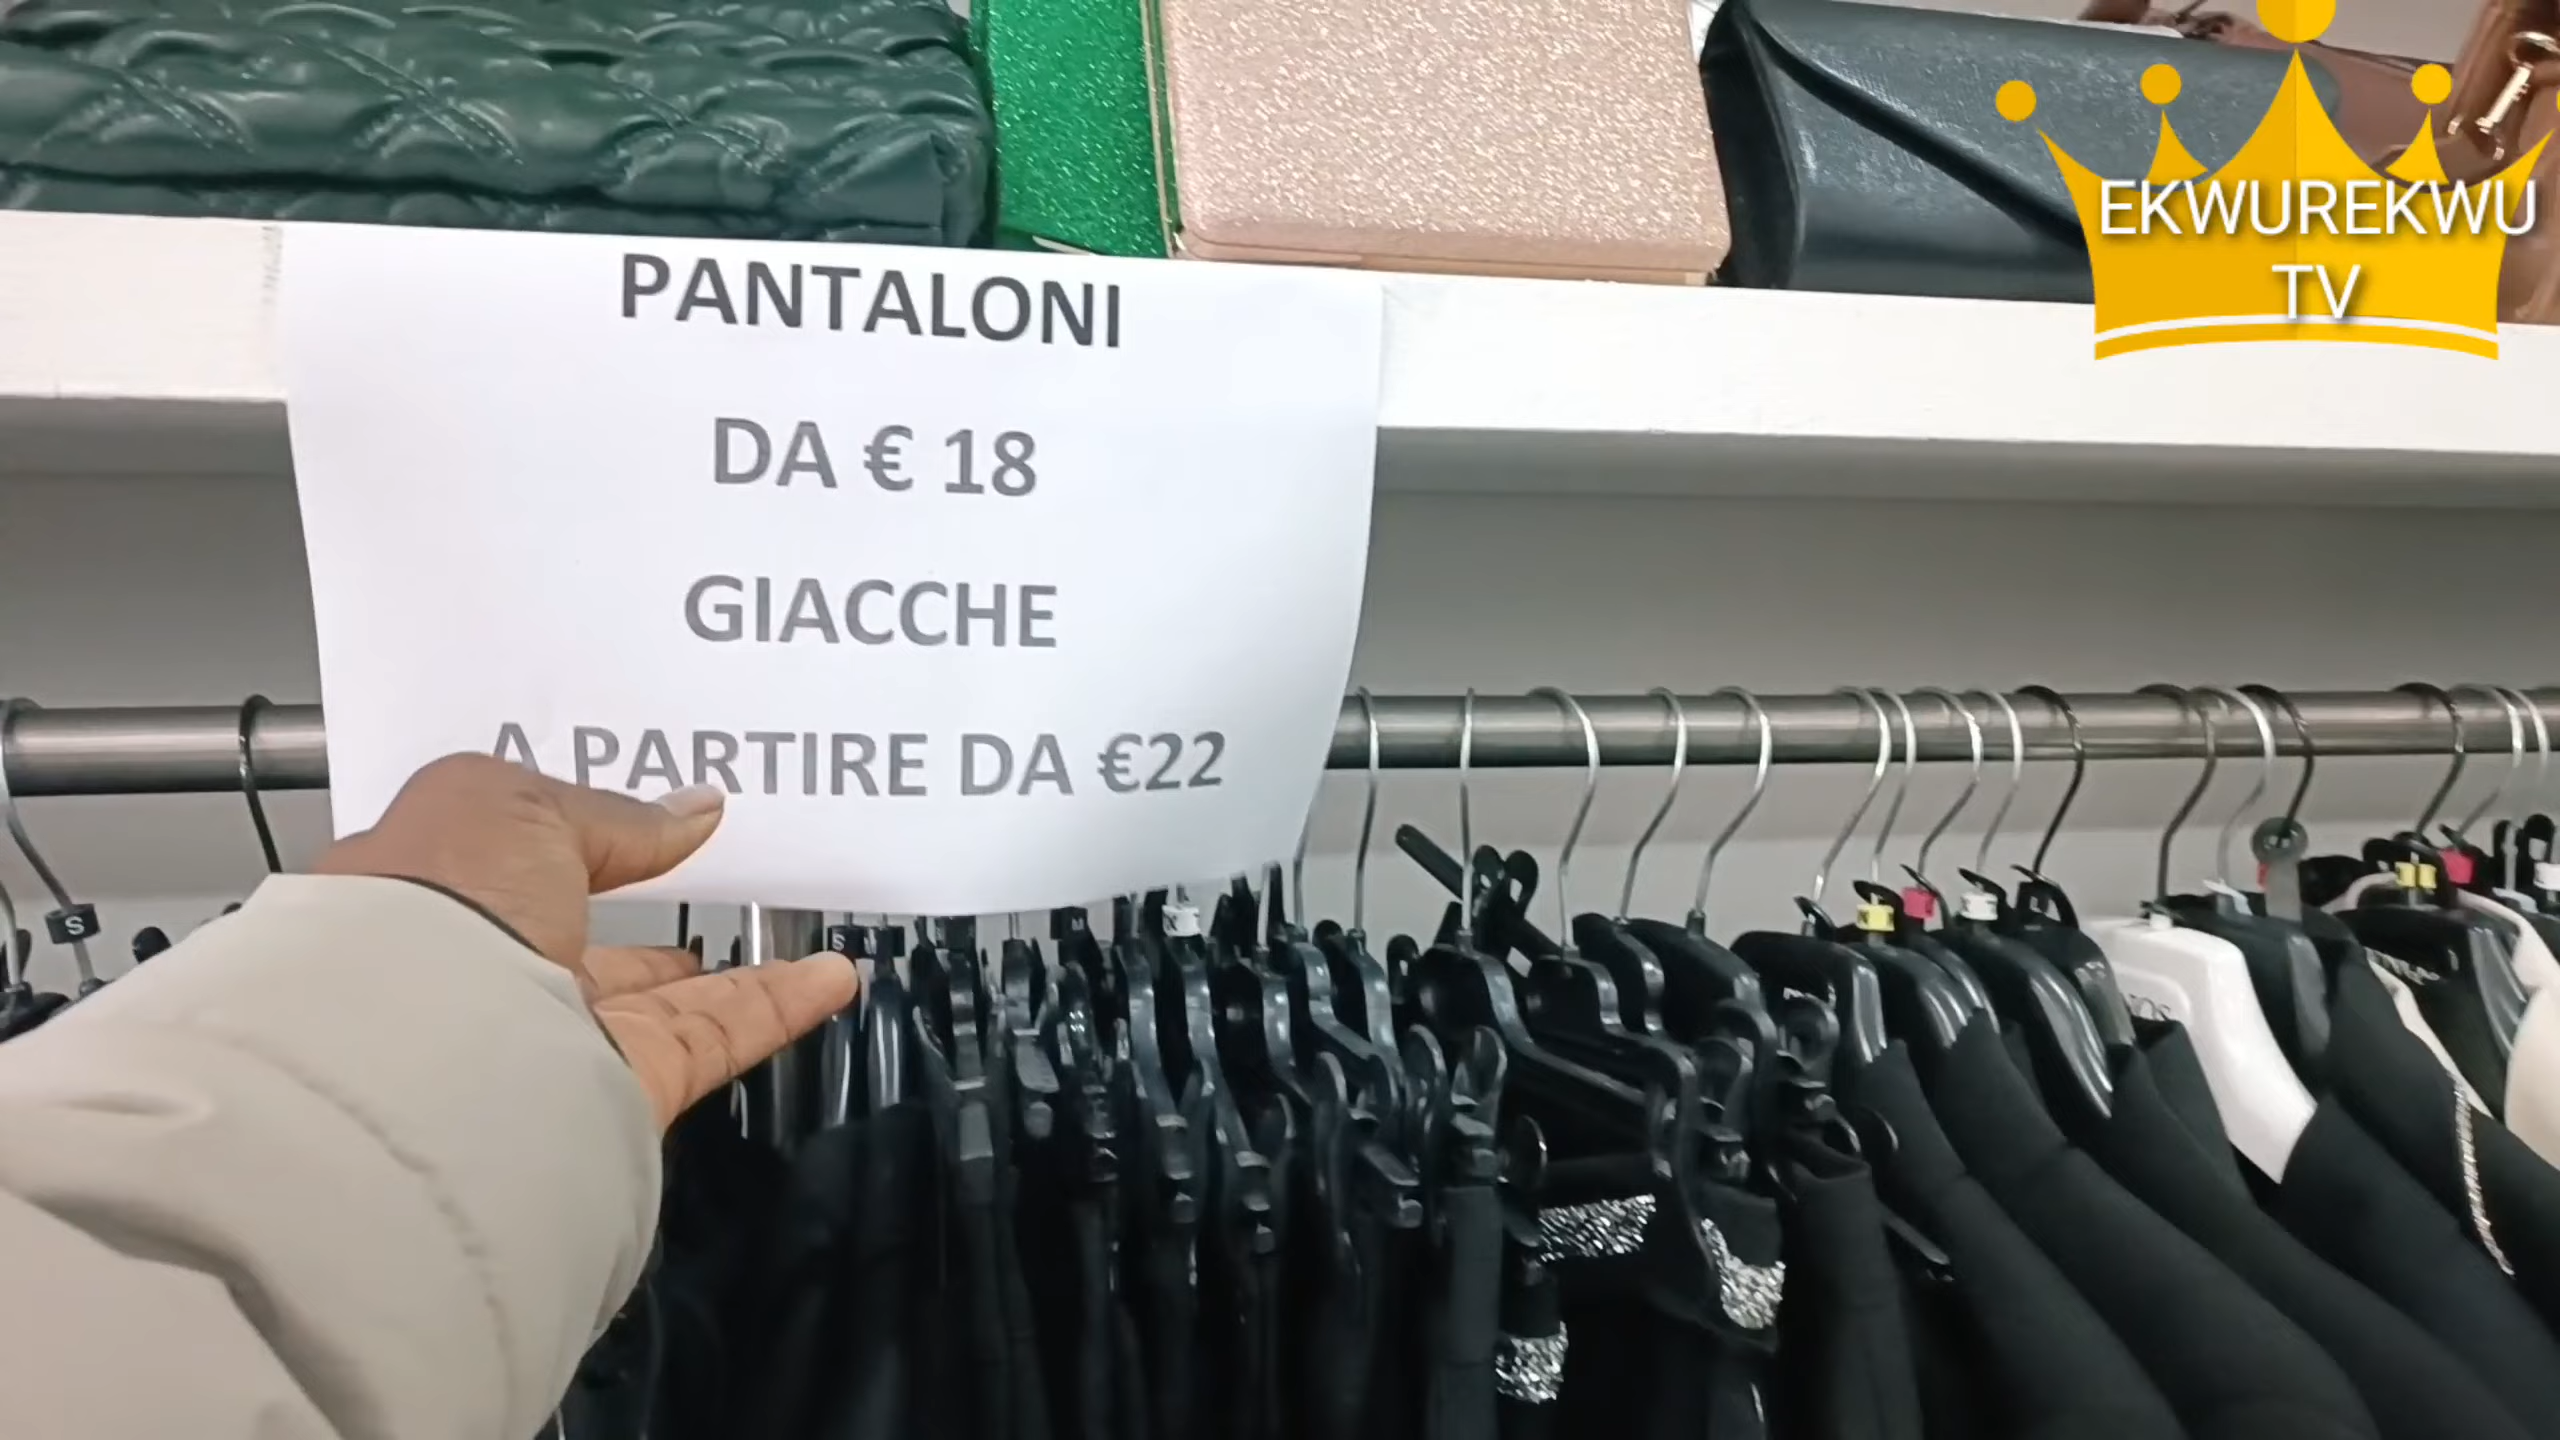 PANTALONI
DA € 18
GIACCHE
A PARTIRE DA €22
EKWUREKWU
TV
S
S
M